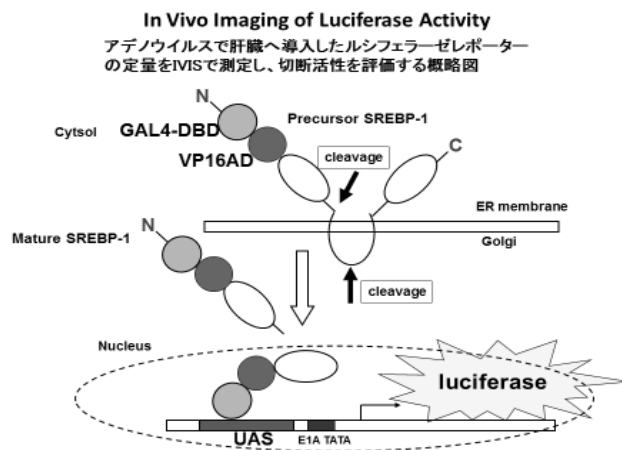 In Vivo Imaging of Luciferase Activity
アデノウイルスで肝臓へ導入したルシフェラーゼレポーター
の定量をIVISで測定し、切断活性を評価する概略図
N
Cytsol
GAL4-DBD
Precursor SREBP-1
VP16AD
cleavage
C
ER membrane
Golgi
Mature SREBP-1
N
cleavage
Nucleus
luciferase
UAS
E1A TATA